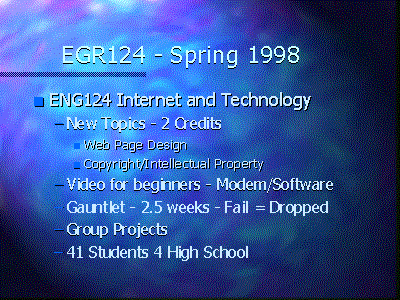 EGR124 - Spring 1998
ENG124 Internet and Technology
– New Topics - 2 Credits
Web Page Design
Copyright/Intellectual Property
– Video for beginners - Modem/Software
Gauntlet - 2.5 weeks - Fail = Dropped
– Group Projects
– 41 Students 4 High School